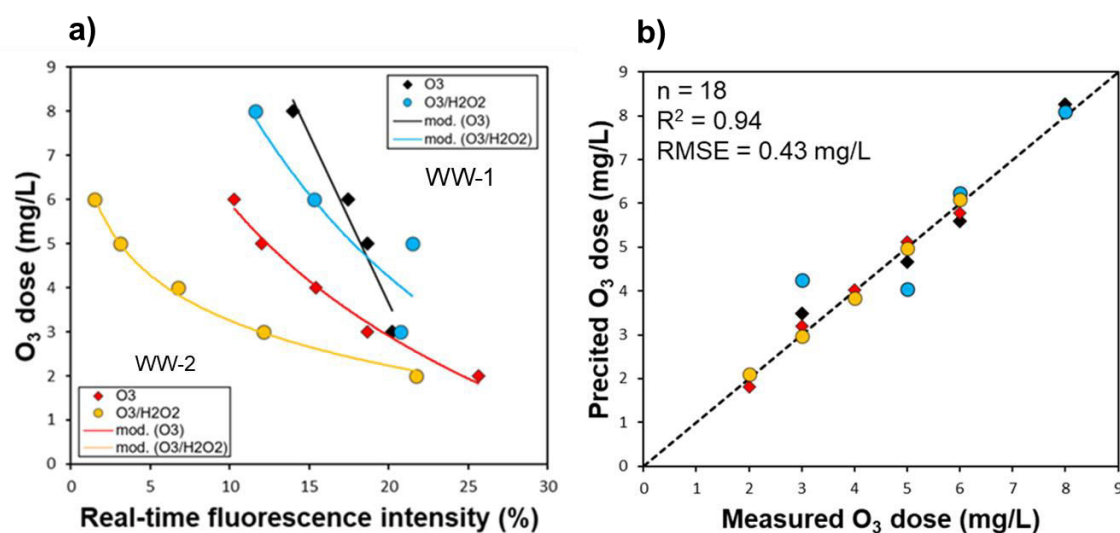 a)
O3 dose (mg/L)
9
8
7
6
5
4
3
2
1
0
O3
O3/H2O2
mod. (O3)
mod. (O3/H2O2)
WW-1
WW-2
O3
O3/H2O2
mod. (O3)
mod. (O3/H2O2)
0 5 10 15 20 25 30
Real-time fluorescence intensity (%)
b)
Precited O3 dose (mg/L)
9
8
7
6
5
4
3
2
1
0
n = 18
R2 = 0.94
RMSE = 0.43 mg/L
0 1 2 3 4 5 6 7 8 9
Measured O3 dose (mg/L)